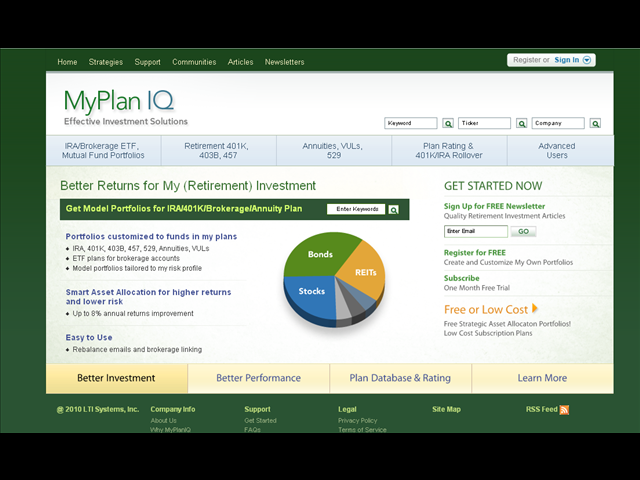 Home Strategies Support Communities Articles Newsletters
Register or Sign In
MyPlan IQ
Effective Investment Solutions
Keyword Ticker Company
IRA/Brokerage ETF,
Mutual Fund Portfolios
Retirement 401K,
403B, 457
Annuities, VULs,
529
Plan Rating &
401K/IRA Rollover
Advanced
Users
Better Returns for My (Retirement) Investment
Get Model Portfolios for IRA/401K/Brokerage/Annuity Plan
Enter Keywords
Portfolios customized to funds in my plans
IRA, 401K, 403B, 457, 529, Annuities, VULs
ETF plans for brokerage accounts
Model portfolios tailored to my risk profile
Smart Asset Allocation for higher returns
and lower risk
Up to 8% annual returns improvement
Easy to Use
Rebalance emails and brokerage linking
Bonds
REITs
Stocks
GET STARTED NOW
Sign Up for FREE Newsletter
Quality Retirement Investment Articles
Enter Email GO
Register for FREE
Create and Customize My Own Portfolios
Subscribe
One Month Free Trial
Free or Low Cost
Free Strategic Asset Allocaton Portfolios!
Low Cost Subscription Plans
Better Investment
Better Performance
Plan Database & Rating
Learn More
@ 2010 LTI Systems, Inc.
Company Info
About Us
Why MyPlanIQ
Support
Get Started
FAQs
Legal
Privacy Policy
Terms of Service
Site Map
RSS Feed